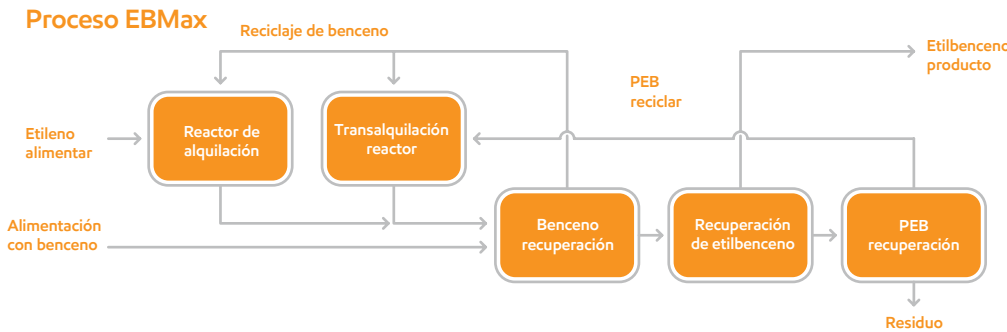 Proceso EBMax
Reciclaje de benceno
Etilbenceno
producto
PEB
reciclar
Etileno
alimentar
Reactor de
alquilación
Transalquilación
reactor
Alimentación
con benceno
Benceno
recuperación
Recuperación
de etilbenceno
PEB
recuperación
Residuo